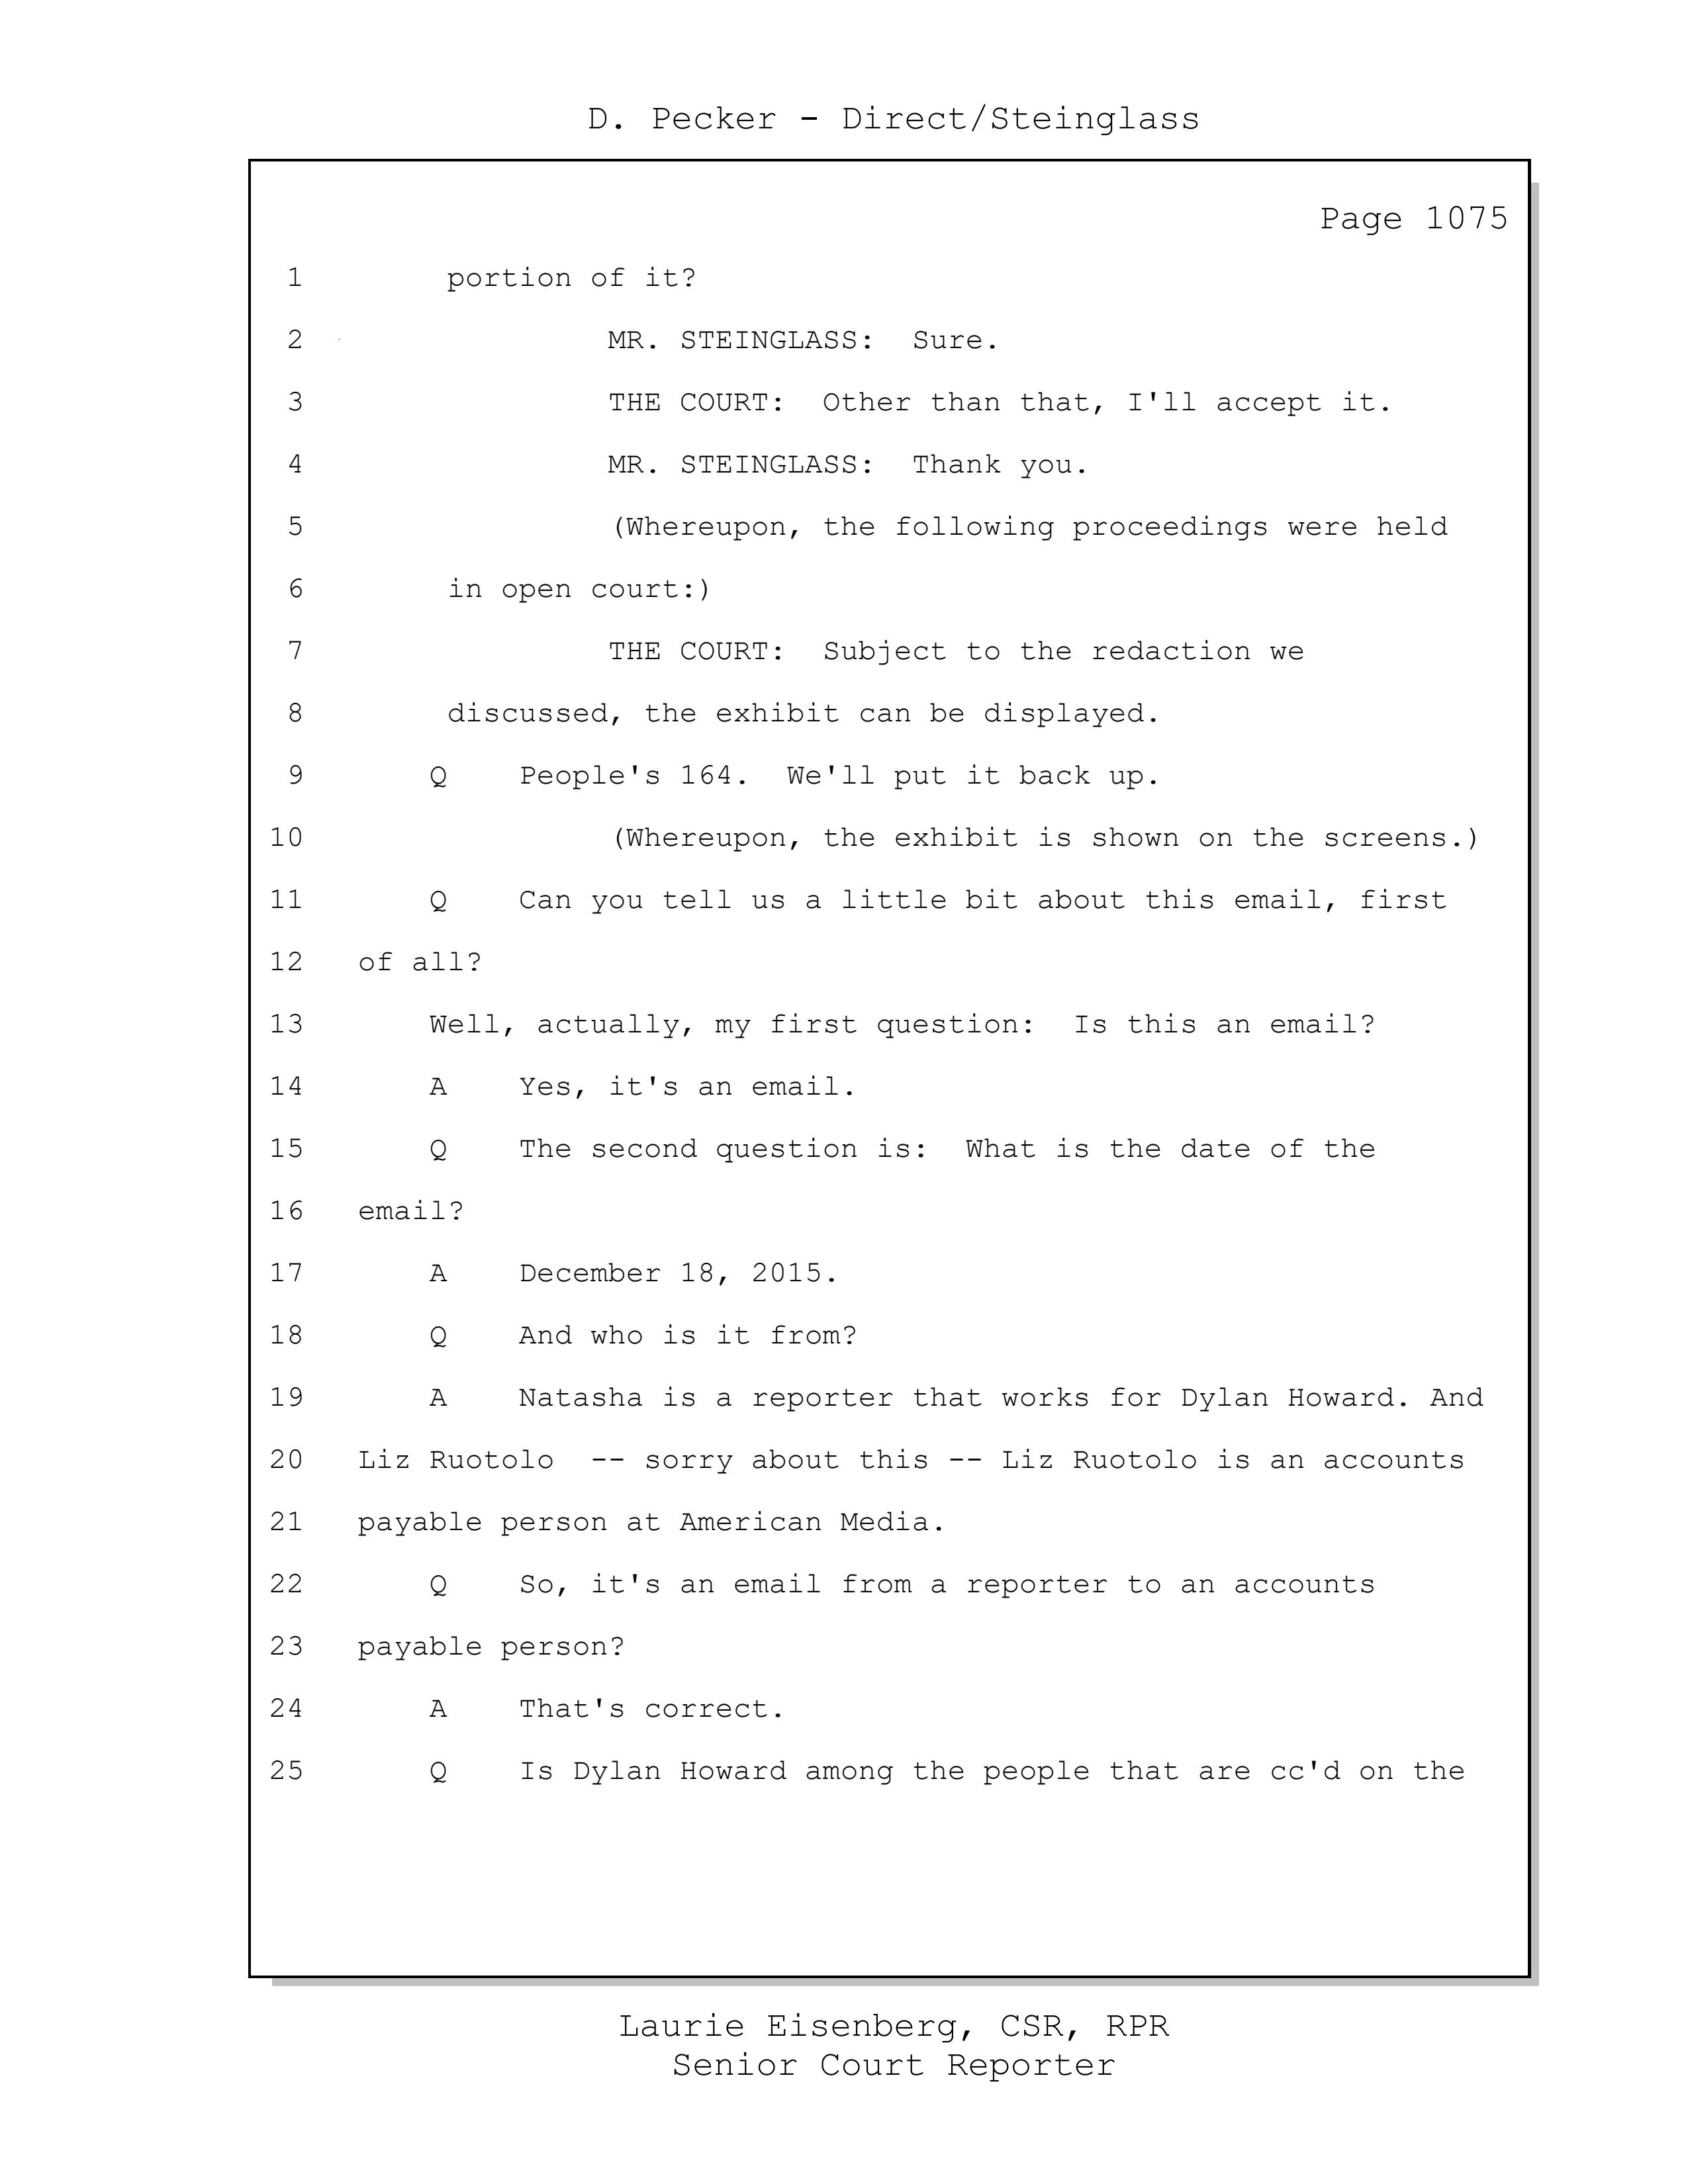 D. Pecker - Direct/Steinglass
Page 1075
1 portion of it?
2 MR. STEINGLASS: Sure.
3 THE COURT: Other than that, I'll accept it.
4 MR. STEINGLASS: Thank you.
5 (Whereupon, the following proceedings were held
6 in open court:)
7 THE COURT: Subject to the redaction we
8 discussed, the exhibit can be displayed.
9 Q People's 164. We'll put it back up.
10 (Whereupon, the exhibit is shown on the screens.)
11 Q Can you tell us a little bit about this email, first
12 of all?
13 Well, actually, my first question: Is this an email?
14 A Yes, it's an email.
15 Q The second question is: What is the date of the
16 email?
17 A December 18, 2015.
18 Q And who is it from?
19 A Natasha is a reporter that works for Dylan Howard. And
20 Liz Ruotolo -- sorry about this -- Liz Ruotolo is an accounts
21 payable person at American Media.
22 Q So, it's an email from a reporter to an accounts
23 payable person?
24 A That's correct.
25 Q Is Dylan Howard among the people that are cc'd on the
Laurie Eisenberg, CSR, RPR
Senior Court Reporter